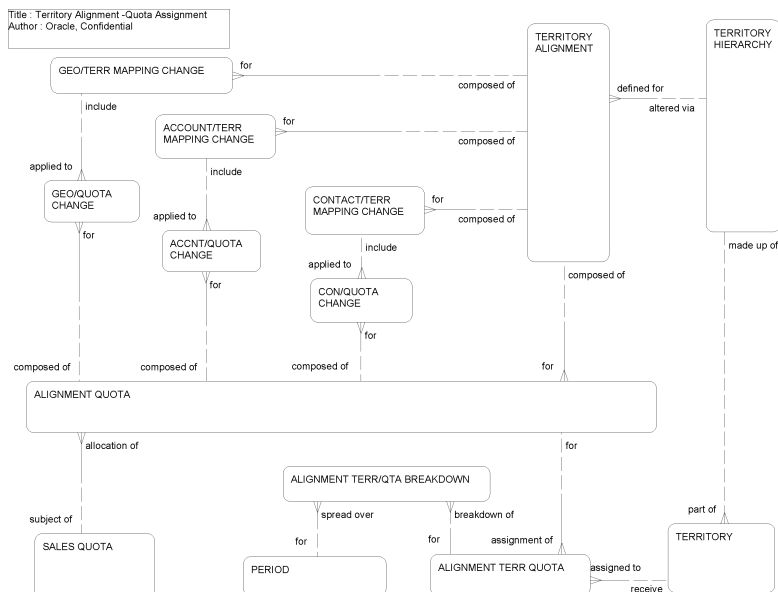 Title : Territory Alignment -Quota Assignment
Author : Oracle, Confidential
TERRITORY
ALIGNMENT
TERRITORY
HIERARCHY
GEO/TERR MAPPING CHANGE
for
composed of
defined for
altered via
include
ACCOUNT/TERR
MAPPING CHANGE
for
composed of
include
applied to
GEO/QUOTA
CHANGE
for
CONTACT/TERR
MAPPING CHANGE
for
composed of
applied to
ACCNT/QUOTA
CHANGE
for
include
applied to
CON/QUOTA
CHANGE
for
made up of
composed of
composed of
composed of
composed of
for
ALIGNMENT QUOTA
allocation of
for
ALIGNMENT TERR/QTA BREAKDOWN
spread over
breakdown of
subject of
for
for
assignment of
part of
SALES QUOTA
PERIOD
ALIGNMENT TERR QUOTA
assigned to
receive
TERRITORY